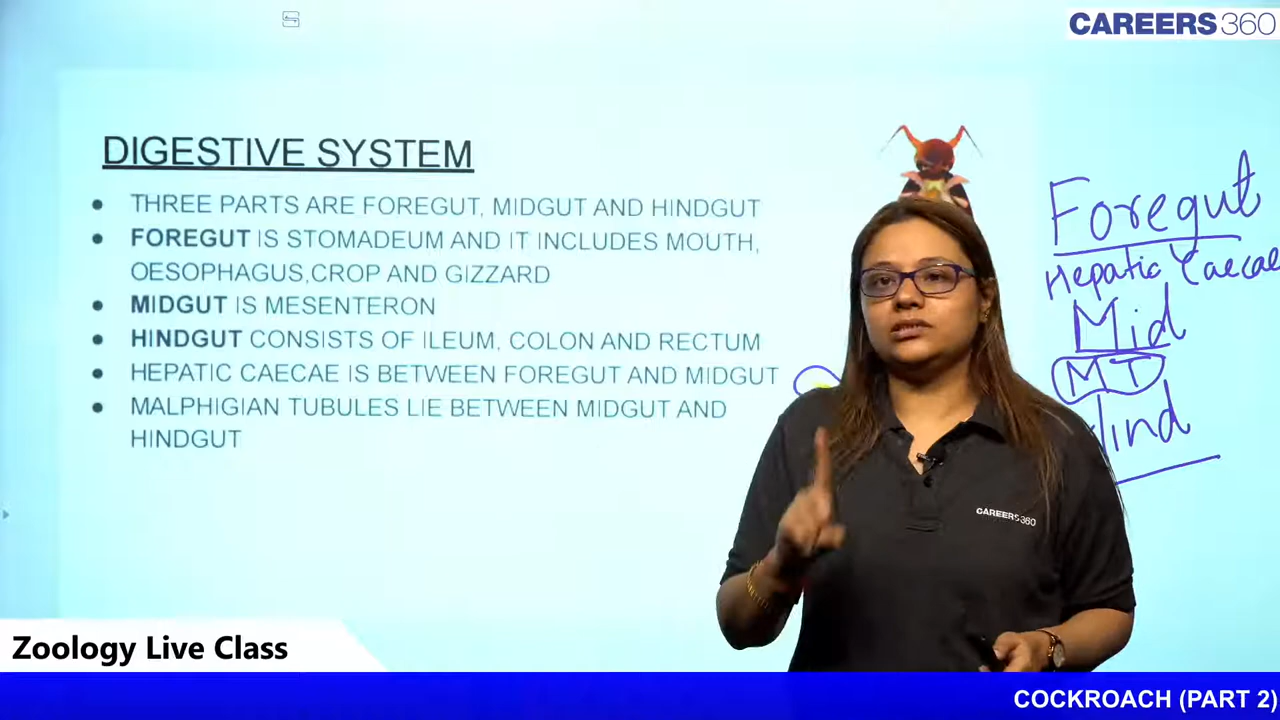 CAREERS360
DIGESTIVE SYSTEM
• THREE PARTS ARE FOREGUT, MIDGUT AND HINDGUT
• FOREGUT IS STOMADEUM AND IT INCLUDES MOUTH,
OESOPHAGUS,CROP AND GIZZARD
• MIDGUT IS MESENTERON
• HINDGUT CONSISTS OF ILEUM, COLON AND RECTUM
• HEPATIC CAECAE IS BETWEEN FOREGUT AND MIDGUT
• MALPHIGIAN TUBULES LIE BETWEEN MIDGUT AND
HINDGUT
Foregut
Hepatic Caecae
Mid
MT
Hind
CAREERS360
Zoology Live Class
COCKROACH (PART 2)